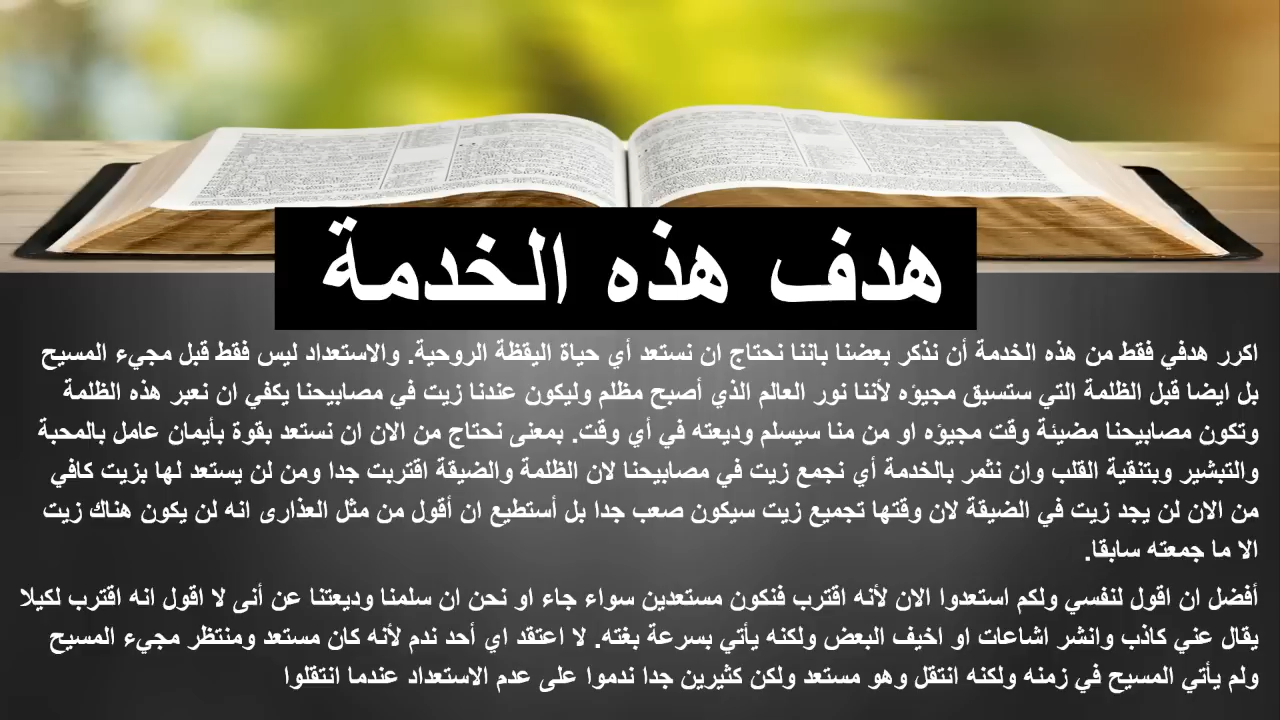 هدف هذه الخدمة
اكرر هدفي فقط من هذه الخدمة أن نذكر بعضنا باننا نحتاج ان نستعد أي حياة اليقظة الروحية. والاستعداد ليس فقط قبل مجيء المسيح
بل ايضا قبل الظلمة التي ستسبق مجيؤه لأننا نور العالم الذي أصبح مظلم وليكون عندنا زيت في مصابيحنا يكفي ان نعبر هذه الظلمة
وتكون مصابيحنا مضيئة وقت مجيؤه او من منا سيسلم وديعته في أي وقت. بمعنى نحتاج من الان ان نستعد بقوة بأيمان عامل بالمحبة
والتبشير وبتنقية القلب وان نثمر بالخدمة أي نجمع زيت في مصابيحنا لان الظلمة والضيقة اقتربت جدا ومن لن يستعد لها بزيت كافي
من الان لن يجد زيت في الضيقة لان وقتها تجميع زيت سيكون صعب جدا بل أستطيع ان أقول من مثل العذارى انه لن يكون هناك زيت
الا ما جمعته سابقا.
أفضل ان اقول لنفسي ولكم استعدوا الان لأنه اقترب فنكون مستعدين سواء جاء او نحن ان سلمنا وديعتنا عن أنى لا اقول انه اقترب لكيلا
يقال عني كاذب وانشر اشاعات او اخيف البعض ولكنه يأتي بسرعة بغته. لا اعتقد اي أحد ندم لأنه كان مستعد ومنتظر مجيء المسيح
ولم يأتي المسيح في زمنه ولكنه انتقل وهو مستعد ولكن كثيرين جدا ندموا على عدم الاستعداد عندما انتقلوا